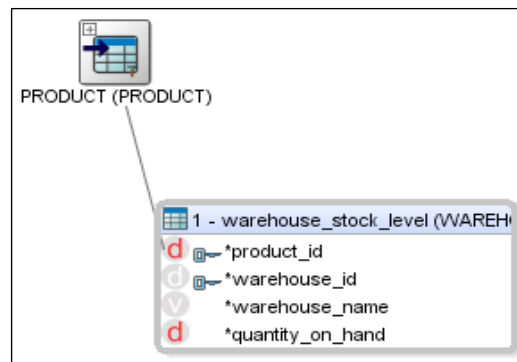 PRODUCT (PRODUCT)
1 - warehouse_stock_level (WAREH
d *product_id
d *warehouse_id
v *warehouse_name
d *quantity_on_hand